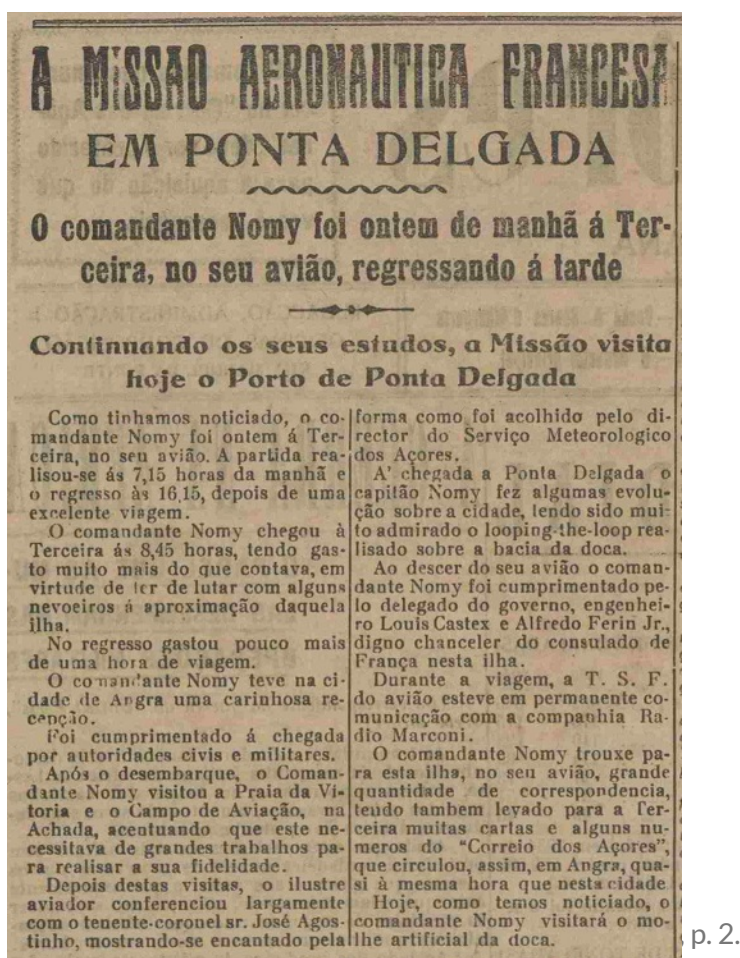 A MISSAO AERONAUTICA FRANCESA
EM PONTA DELGADA
O comandante Nomy foi ontem de manhã á Ter-
ceira, no seu avião, regressando á tarde
Continnando os seus estudos, a Missão visita
hoje o Porto de Ponta Delgada
Como tinhamos noticiado, o co-
mandante Nomy foi ontem á Ter-
ceira, no seu avião. A partida rea-
lisou-se ás 7,15 horas da manhã e
o regresso às 16,15, depois de uma
excelente viagem.
O comandante Nomy chegou à
Terceira ás 8,45 horas, tendo gas-
to muito mais do que contava, em
virtude de ter de lutar com alguns
nevoeiros á aproximação daquela
ilha.
No regresso gastou pouco mais
de uma hora de viagem.
O comandante Nomy teve na ci-
dade de Angra uma carinhosa re-
cepção.
Foi cumprimentado á chegada
por autoridades civis e militares.
Após o desembarque, o Coman-
dante Nomy visitou a Praia da Vi-
toria e o Campo de Aviação, na
Achada, acentuando que este ne-
cessitava de grandes trabalhos pa-
ra realisar a sua fidelidade.
Depois destas visitas, o ilustre
aviador conferenciou largamente
com o tenente-coronel sr. José Agos-
tinho, mostrando-se encantado pela
forma como foi acolhido pelo di-
rector do Serviço Meteorologico
dos Açores.
A' chegada a Ponta Delgada o
capitão Nomy fez algumas evolu-
ção sobre a cidade, tendo sido mui-
to admirado o looping-the-loop rea-
lisado sobre a bacia da doca.
Ao descer do seu avião o coman-
dante Nomy foi cumprimentado pe-
lo delegado do governo, engenhei-
ro Louis Castex e Alfredo Ferin Jr.,
digno chanceler do consulado de
França nesta ilha.
Durante a viagem, a T. S. F.
do avião esteve em permanente co-
municação com a companhia Ra-
dio Marconi.
O comandante Nomy trouxe pa-
ra esta ilha, no seu avião, grande
quantidade de correspondencia,
tendo tambem levado para a Ter-
ceira muitas cartas e alguns nu-
meros do "Correio dos Açores",
que circulou, assim, em Angra, qua-
si à mesma hora que nesta cidade
Hoje, como temos noticiado, o
comandante Nomy visitará o mo-
lhe artificial da doca.
p. 2.